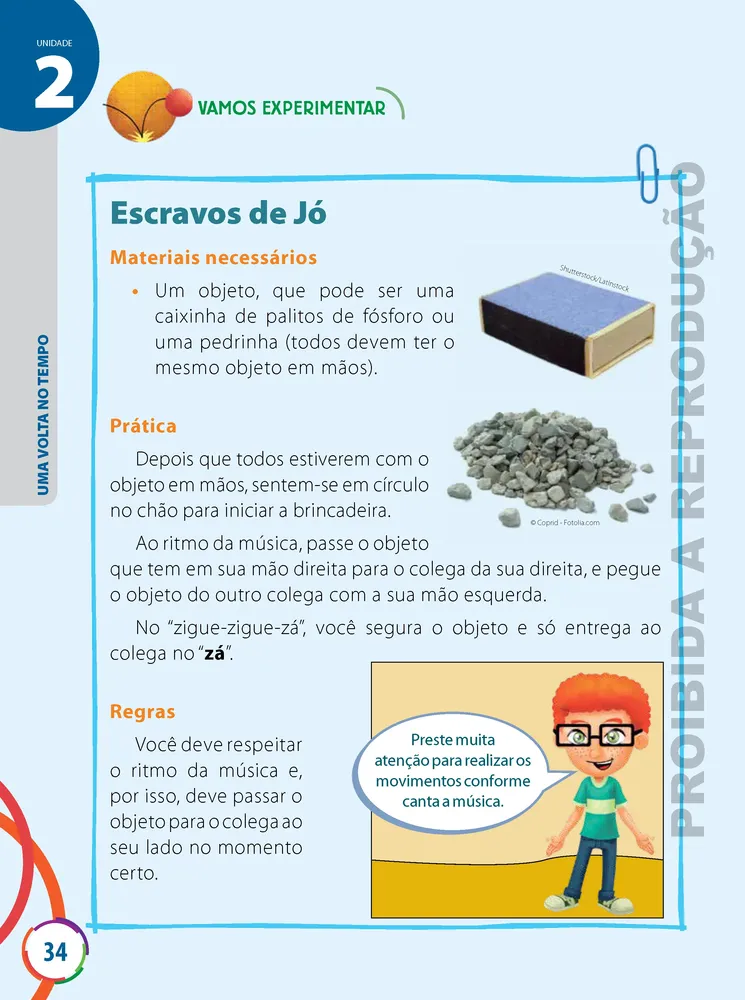 UNIDADE
2
VAMOS EXPERIMENTAR
UMA VOLTA NO TEMPO
Escravos de Jó
Materiais necessários
• Um objeto, que pode ser uma
caixinha de palitos de fósforo ou
uma pedrinha (todos devem ter o
mesmo objeto em mãos).
Shutterstock/Latinstock
Prática
Depois que todos estiverem com o
objeto em mãos, sentem-se em círculo
no chão para iniciar a brincadeira.
© Coprid - Fotolia.com
Ao ritmo da música, passe o objeto
que tem em sua mão direita para o colega da sua direita, e pegue
o objeto do outro colega com a sua mão esquerda.
No “zigue-zigue-zá”, você segura o objeto e só entrega ao
colega no “zá”.
Regras
Você deve respeitar
o ritmo da música e,
por isso, deve passar o
objeto para o colega ao
seu lado no momento
certo.
Preste muita
atenção para realizar os
movimentos conforme
canta a música.
PROIBIDA A REPRODUÇÃO
34